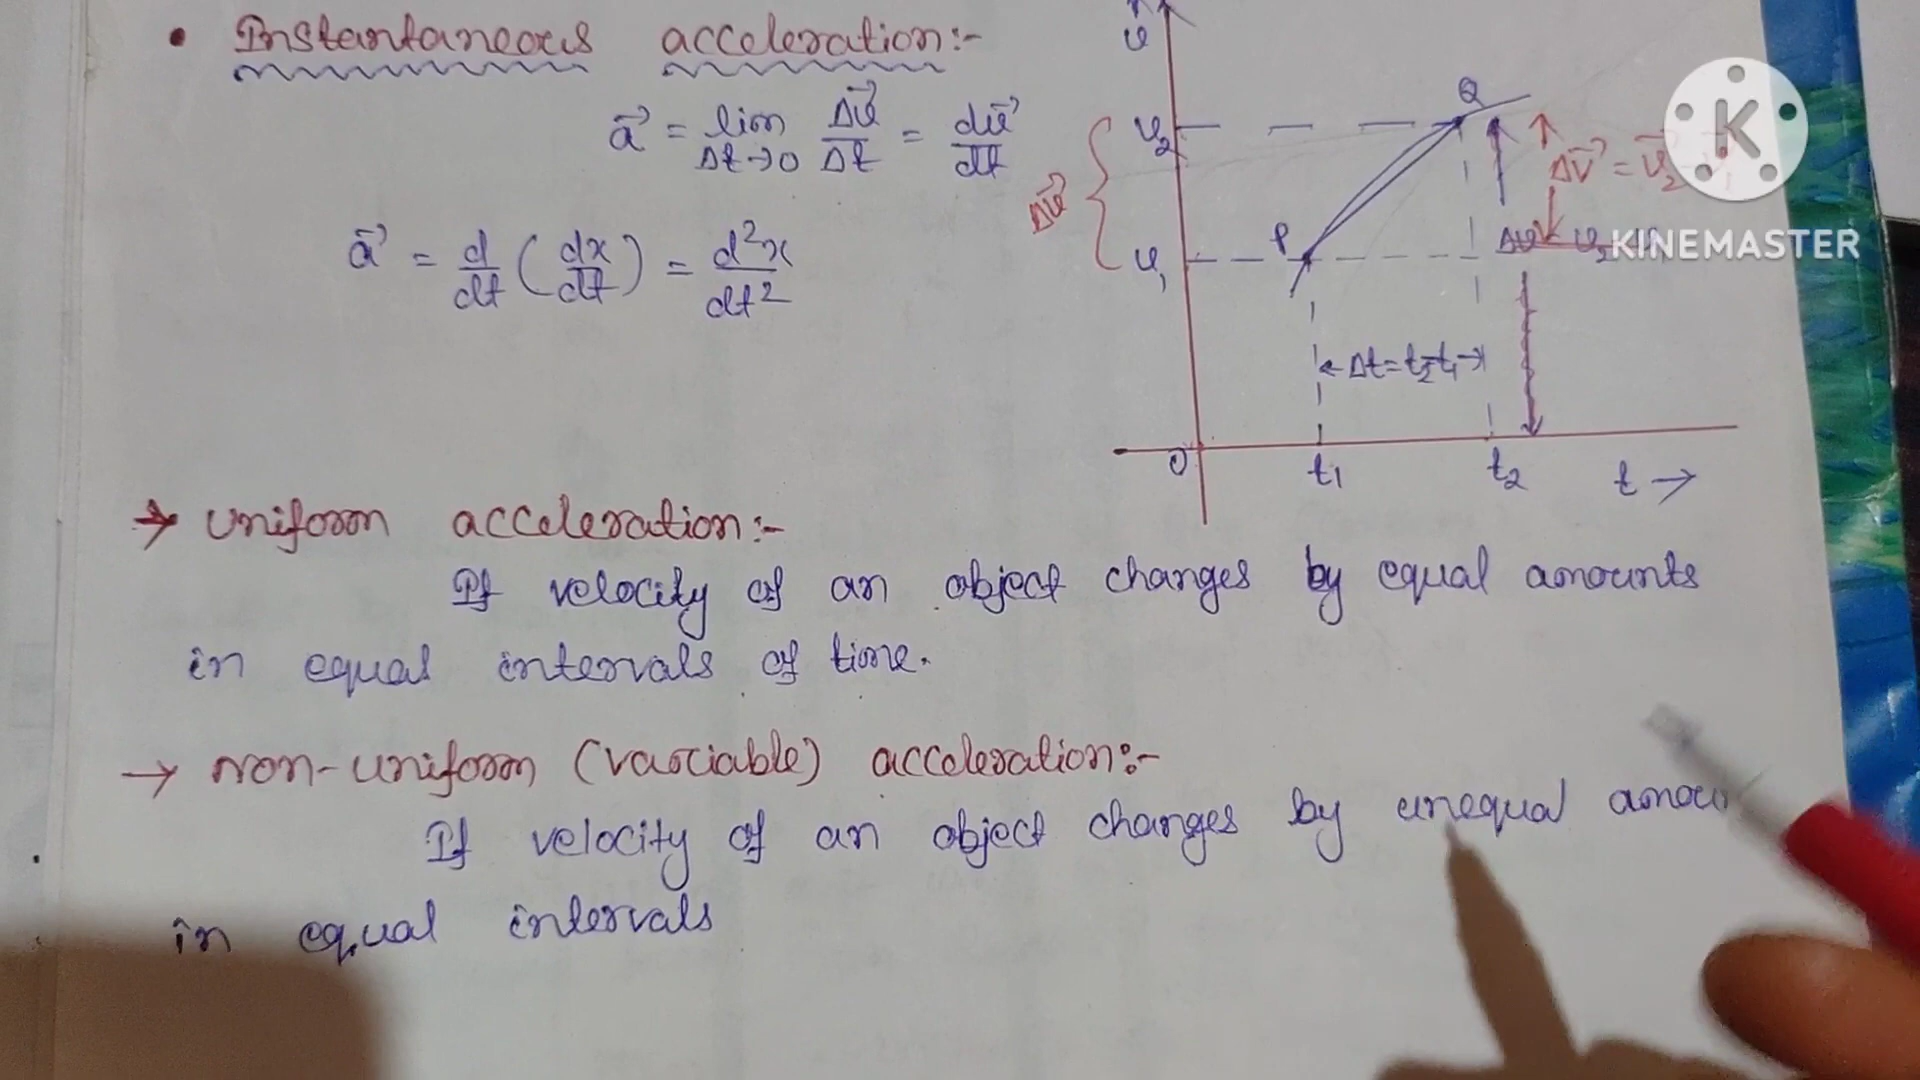 • Instantaneous acceleration:-
a⃗ = lim Δt→0 Δv⃗/Δt = dv⃗/dt
a⃗ = d/dt (dx/dt) = d²x/dt²
v
v₂
v₁
Δv⃗
P
Q
Δv⃗ = v⃗₂
Δt = t₂-t₁
O
t₁
t₂
t →
K
KINEMASTER
→ uniform acceleration:-
If velocity of an object changes by equal amounts
in equal intervals of time.
→ Non-uniform (variable) acceleration:-
If velocity of an object changes by unequal amoun
in equal intervals